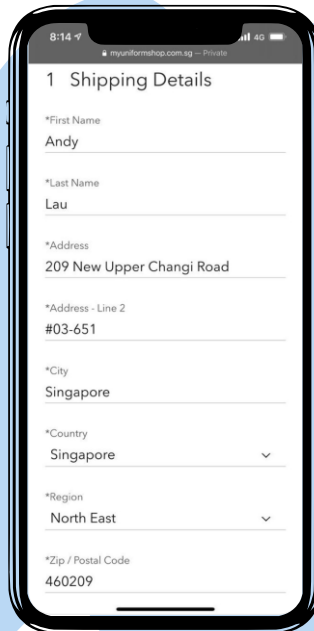 8:14
4G
myuniformshop.com.sg — Private
1 Shipping Details
*First Name
Andy
*Last Name
Lau
*Address
209 New Upper Changi Road
*Address - Line 2
#03-651
*City
Singapore
*Country
Singapore
*Region
North East
*Zip / Postal Code
460209